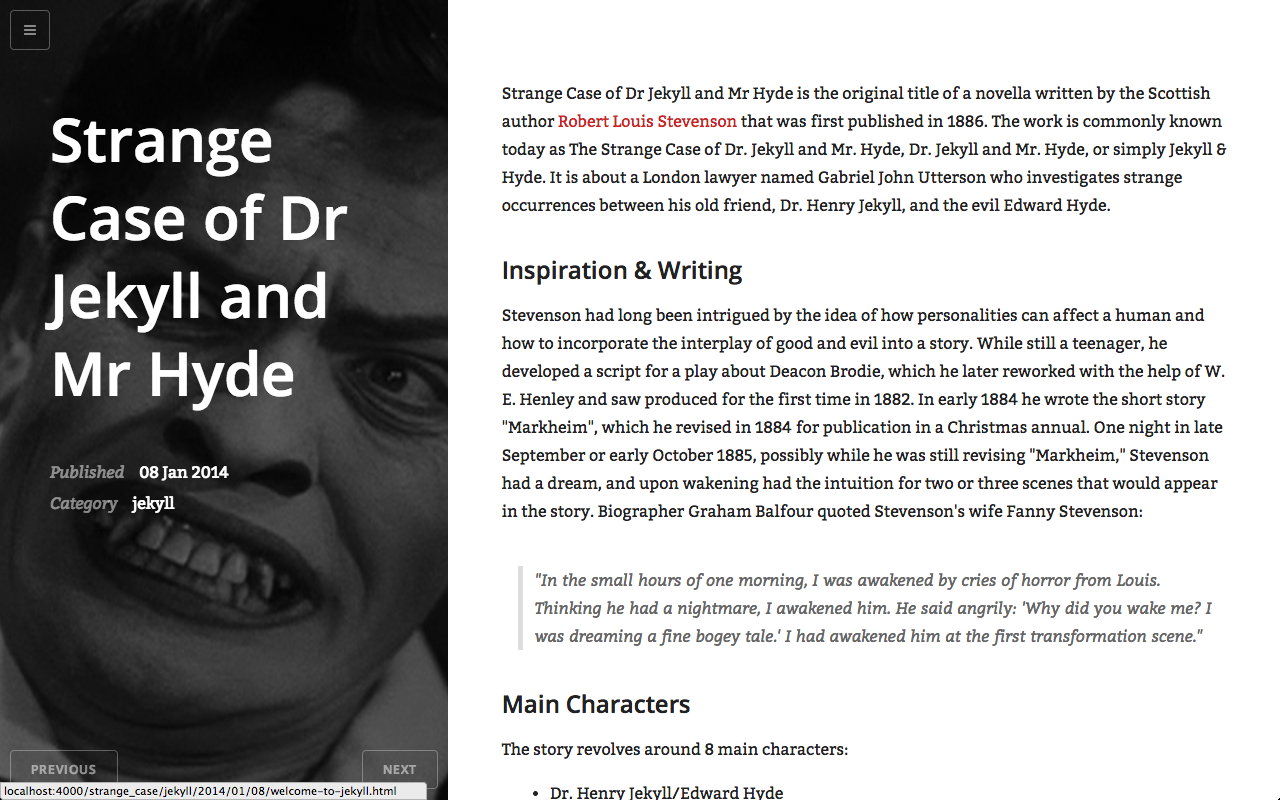 Strange
Case of Dr
Jekyll and
Mr Hyde
Published 08 Jan 2014
Category jekyll
PREVIOUS
NEXT
localhost:4000/strange_case/jekyll/2014/01/08/welcome-to-jekyll.html
Strange Case of Dr Jekyll and Mr Hyde is the original title of a novella written by the Scottish
author Robert Louis Stevenson that was first published in 1886. The work is commonly known
today as The Strange Case of Dr. Jekyll and Mr. Hyde, Dr. Jekyll and Mr. Hyde, or simply Jekyll &
Hyde. It is about a London lawyer named Gabriel John Utterson who investigates strange
occurrences between his old friend, Dr. Henry Jekyll, and the evil Edward Hyde.
Inspiration & Writing
Stevenson had long been intrigued by the idea of how personalities can affect a human and
how to incorporate the interplay of good and evil into a story. While still a teenager, he
developed a script for a play about Deacon Brodie, which he later reworked with the help of W.
E. Henley and saw produced for the first time in 1882. In early 1884 he wrote the short story
"Markheim", which he revised in 1884 for publication in a Christmas annual. One night in late
September or early October 1885, possibly while he was still revising "Markheim," Stevenson
had a dream, and upon wakening had the intuition for two or three scenes that would appear
in the story. Biographer Graham Balfour quoted Stevenson's wife Fanny Stevenson:
"In the small hours of one morning, I was awakened by cries of horror from Louis.
Thinking he had a nightmare, I awakened him. He said angrily: 'Why did you wake me? I
was dreaming a fine bogey tale.' I had awakened him at the first transformation scene."
Main Characters
The story revolves around 8 main characters:
• Dr. Henry Jekyll/Edward Hyde